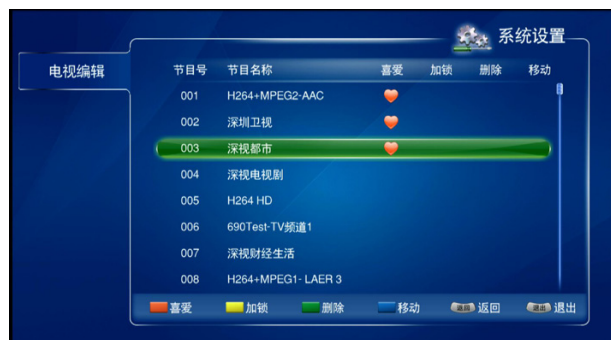 系统设置
电视编辑
节目号 节目名称 喜爱 加锁 删除 移动
001 H264+MPEG2-AAC
002 深圳卫视
003 深视都市
004 深视电视剧
005 H264 HD
006 690Test-TV频道1
007 深视财经生活
008 H264+MPEG1- LAER 3
喜爱 加锁 删除 移动 返回 返回 退出 退出